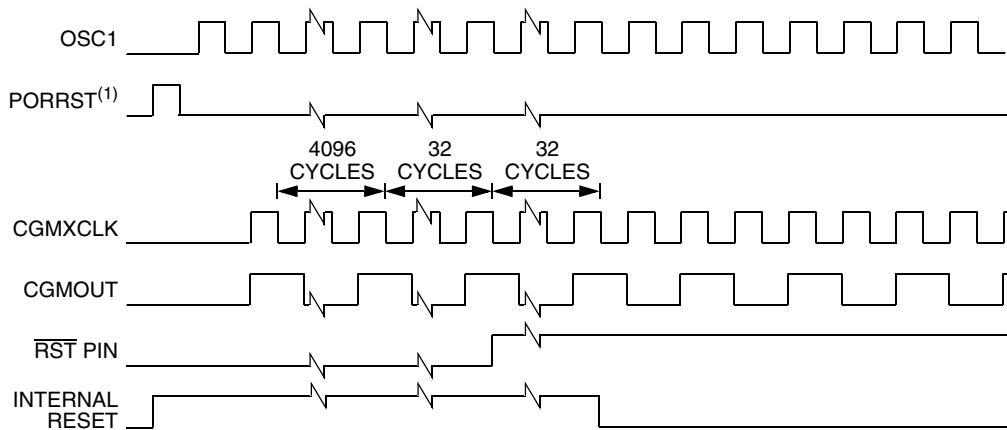 OSC1
PORRST(1)
4096
CYCLES
32
CYCLES
32
CYCLES
CGMXCLK
CGMOUT
RST PIN
INTERNAL
RESET